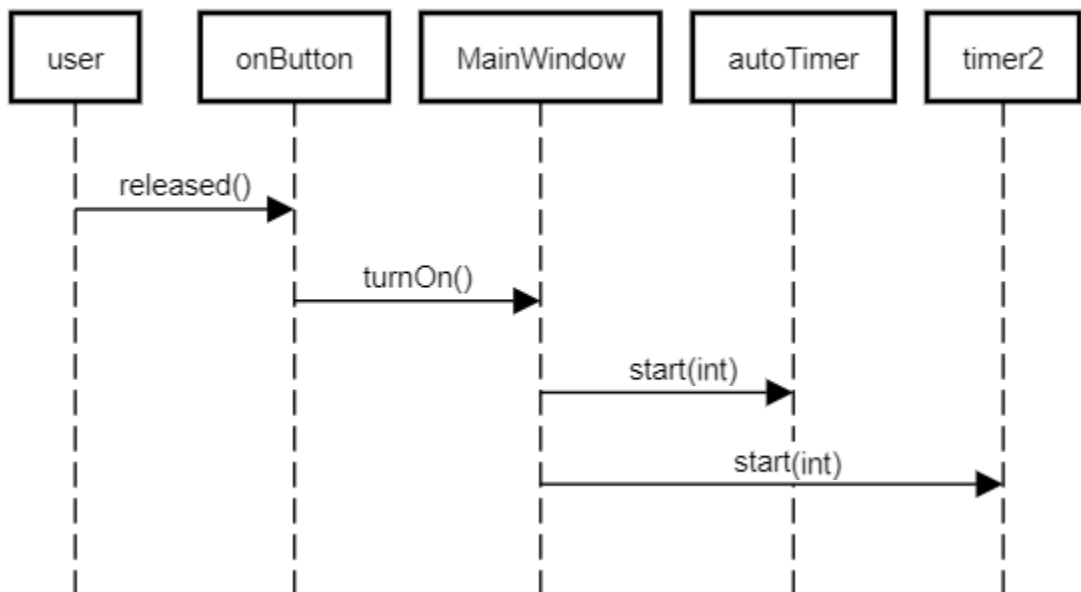 user
onButton
MainWindow
autoTimer
timer2
released()
turnOn()
start(int)
start(int)